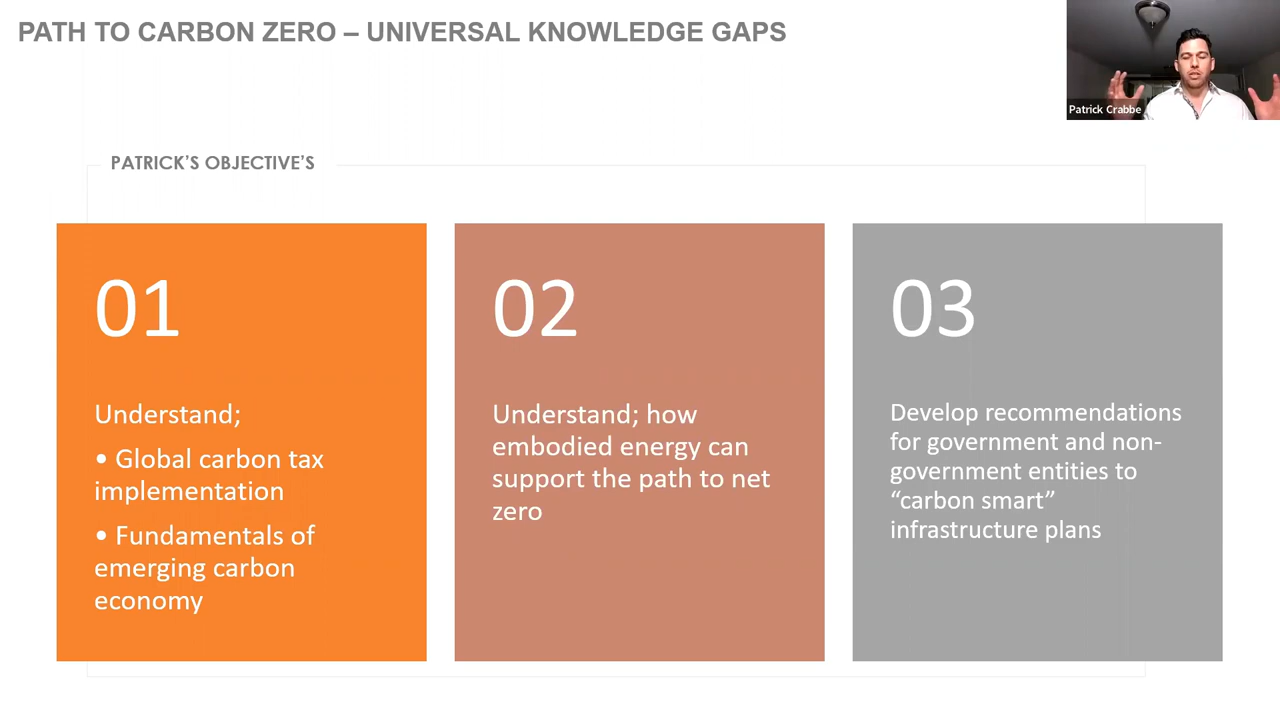 PATH TO CARBON ZERO – UNIVERSAL KNOWLEDGE GAPS
Patrick Crabbe
PATRICK'S OBJECTIVE'S
01
Understand;
• Global carbon tax
implementation
• Fundamentals of
emerging carbon
economy
02
Understand; how
embodied energy can
support the path to net
zero
03
Develop recommendations
for government and non-
government entities to
“carbon smart”
infrastructure plans